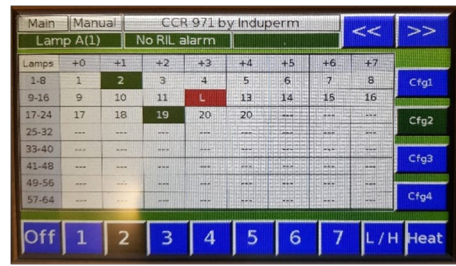 Main Manual CCR 971 by Induperm << >>
Lamp A(1) No RIL alarm .
Lamps +0 +1 +2 +3 +4 +5 +6 +7
1-8 1 2 3 4 5 6 7 8 Cfg1
9-16 9 10 11 L 13 14 15 16
17-24 17 18 19 20 20 --- --- --- Cfg2
25-32 --- --- --- --- --- --- --- ---
33-40 --- --- --- --- --- --- --- --- Cfg3
41-48 --- --- --- --- --- --- --- ---
49-56 --- --- --- --- --- --- --- --- Cfg4
57-64 --- --- --- --- --- --- --- ---
Off 1 2 3 4 5 6 7 L / H Heat